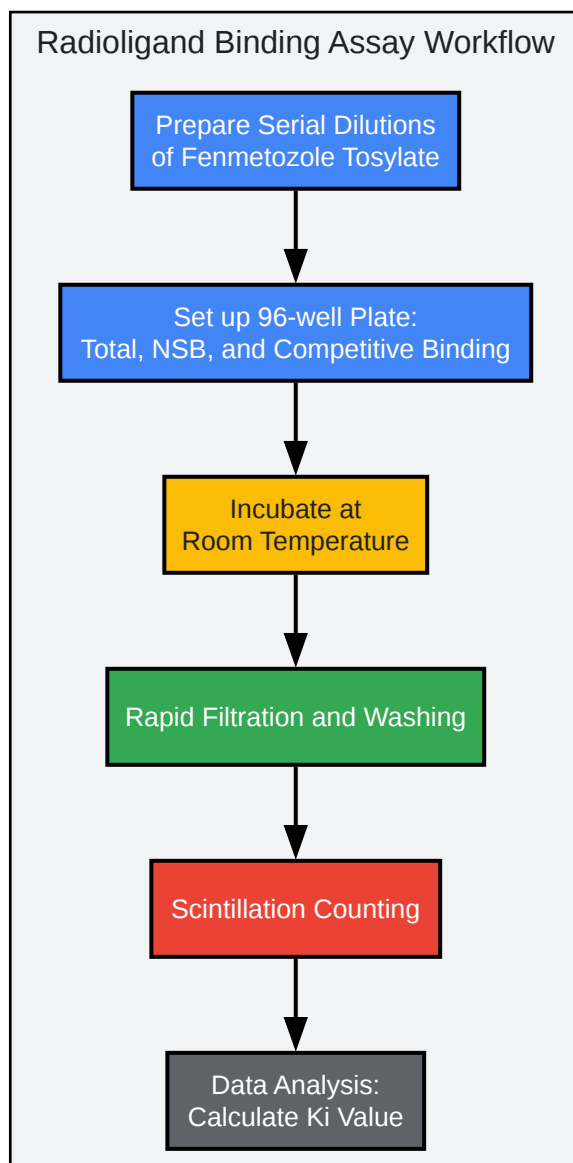 Radioligand Binding Assay Workflow
Prepare Serial Dilutions
of Fenmetozole Tosylate
Set up 96-well Plate:
Total, NSB, and Competitive Binding
Incubate at
Room Temperature
Rapid Filtration and Washing
Scintillation Counting
Data Analysis:
Calculate Ki Value